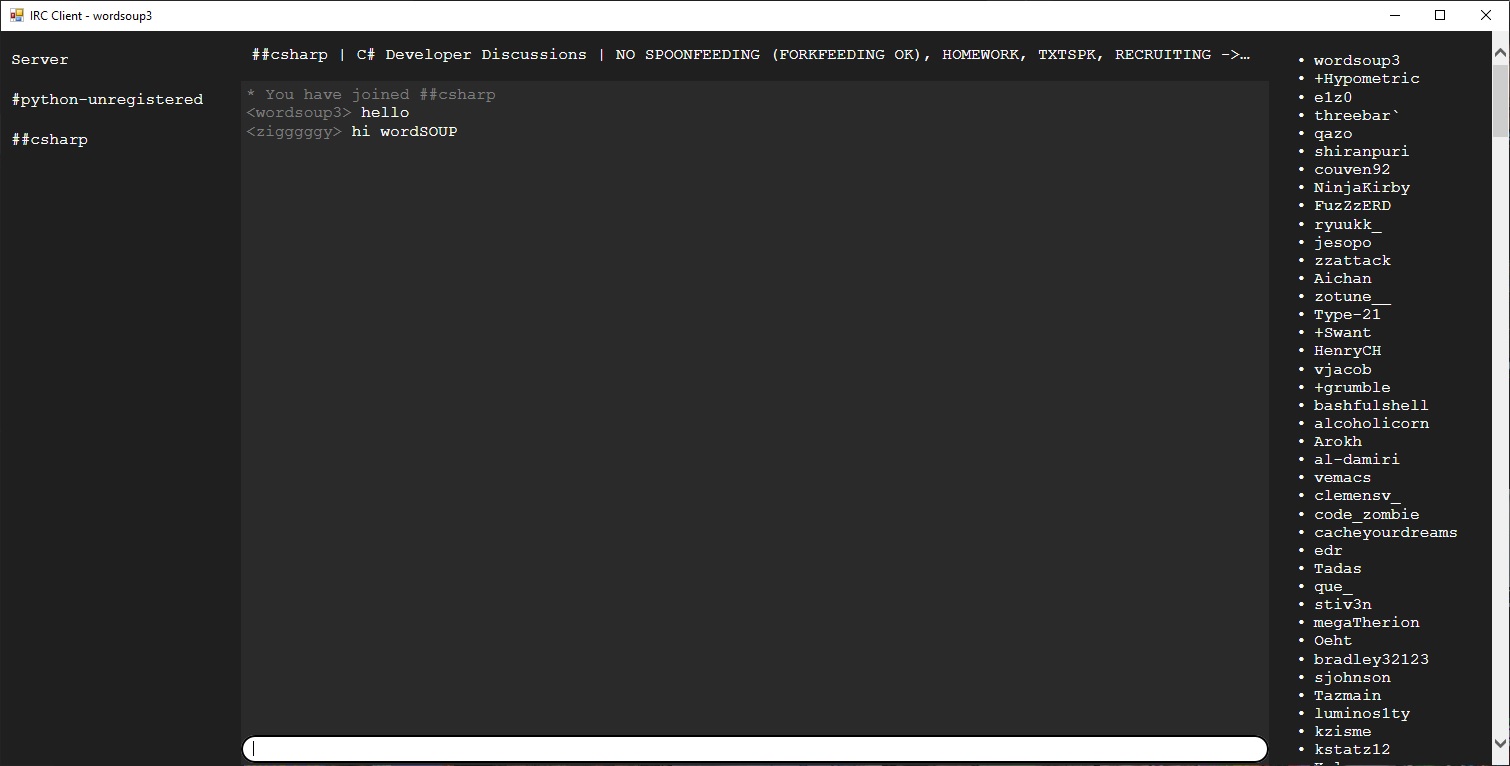 IRC Client - wordsoup3
Server
#python-unregistered
##csharp
##csharp | C# Developer Discussions | NO SPOONFEEDING (FORKFEEDING OK), HOMEWORK, TXTSPK, RECRUITING ->…
* You have joined ##csharp
<wordsoup3> hello
<zigggggy> hi wordSOUP
• wordsoup3
• +Hypometric
• e1z0
• threebar`
• qazo
• shiranpuri
• couven92
• NinjaKirby
• FuzZzERD
• ryuukk_
• jesopo
• zzattack
• Aichan
• zotune__
• Type-21
• +Swant
• HenryCH
• vjacob
• +grumble
• bashfulshell
• alcoholicorn
• Arokh
• al-damiri
• vemacs
• clemensv_
• code_zombie
• cacheyourdreams
• edr
• Tadas
• que_
• stiv3n
• megaTherion
• Oeht
• bradley32123
• sjohnson
• Tazmain
• luminos1ty
• kzisme
• kstatz12